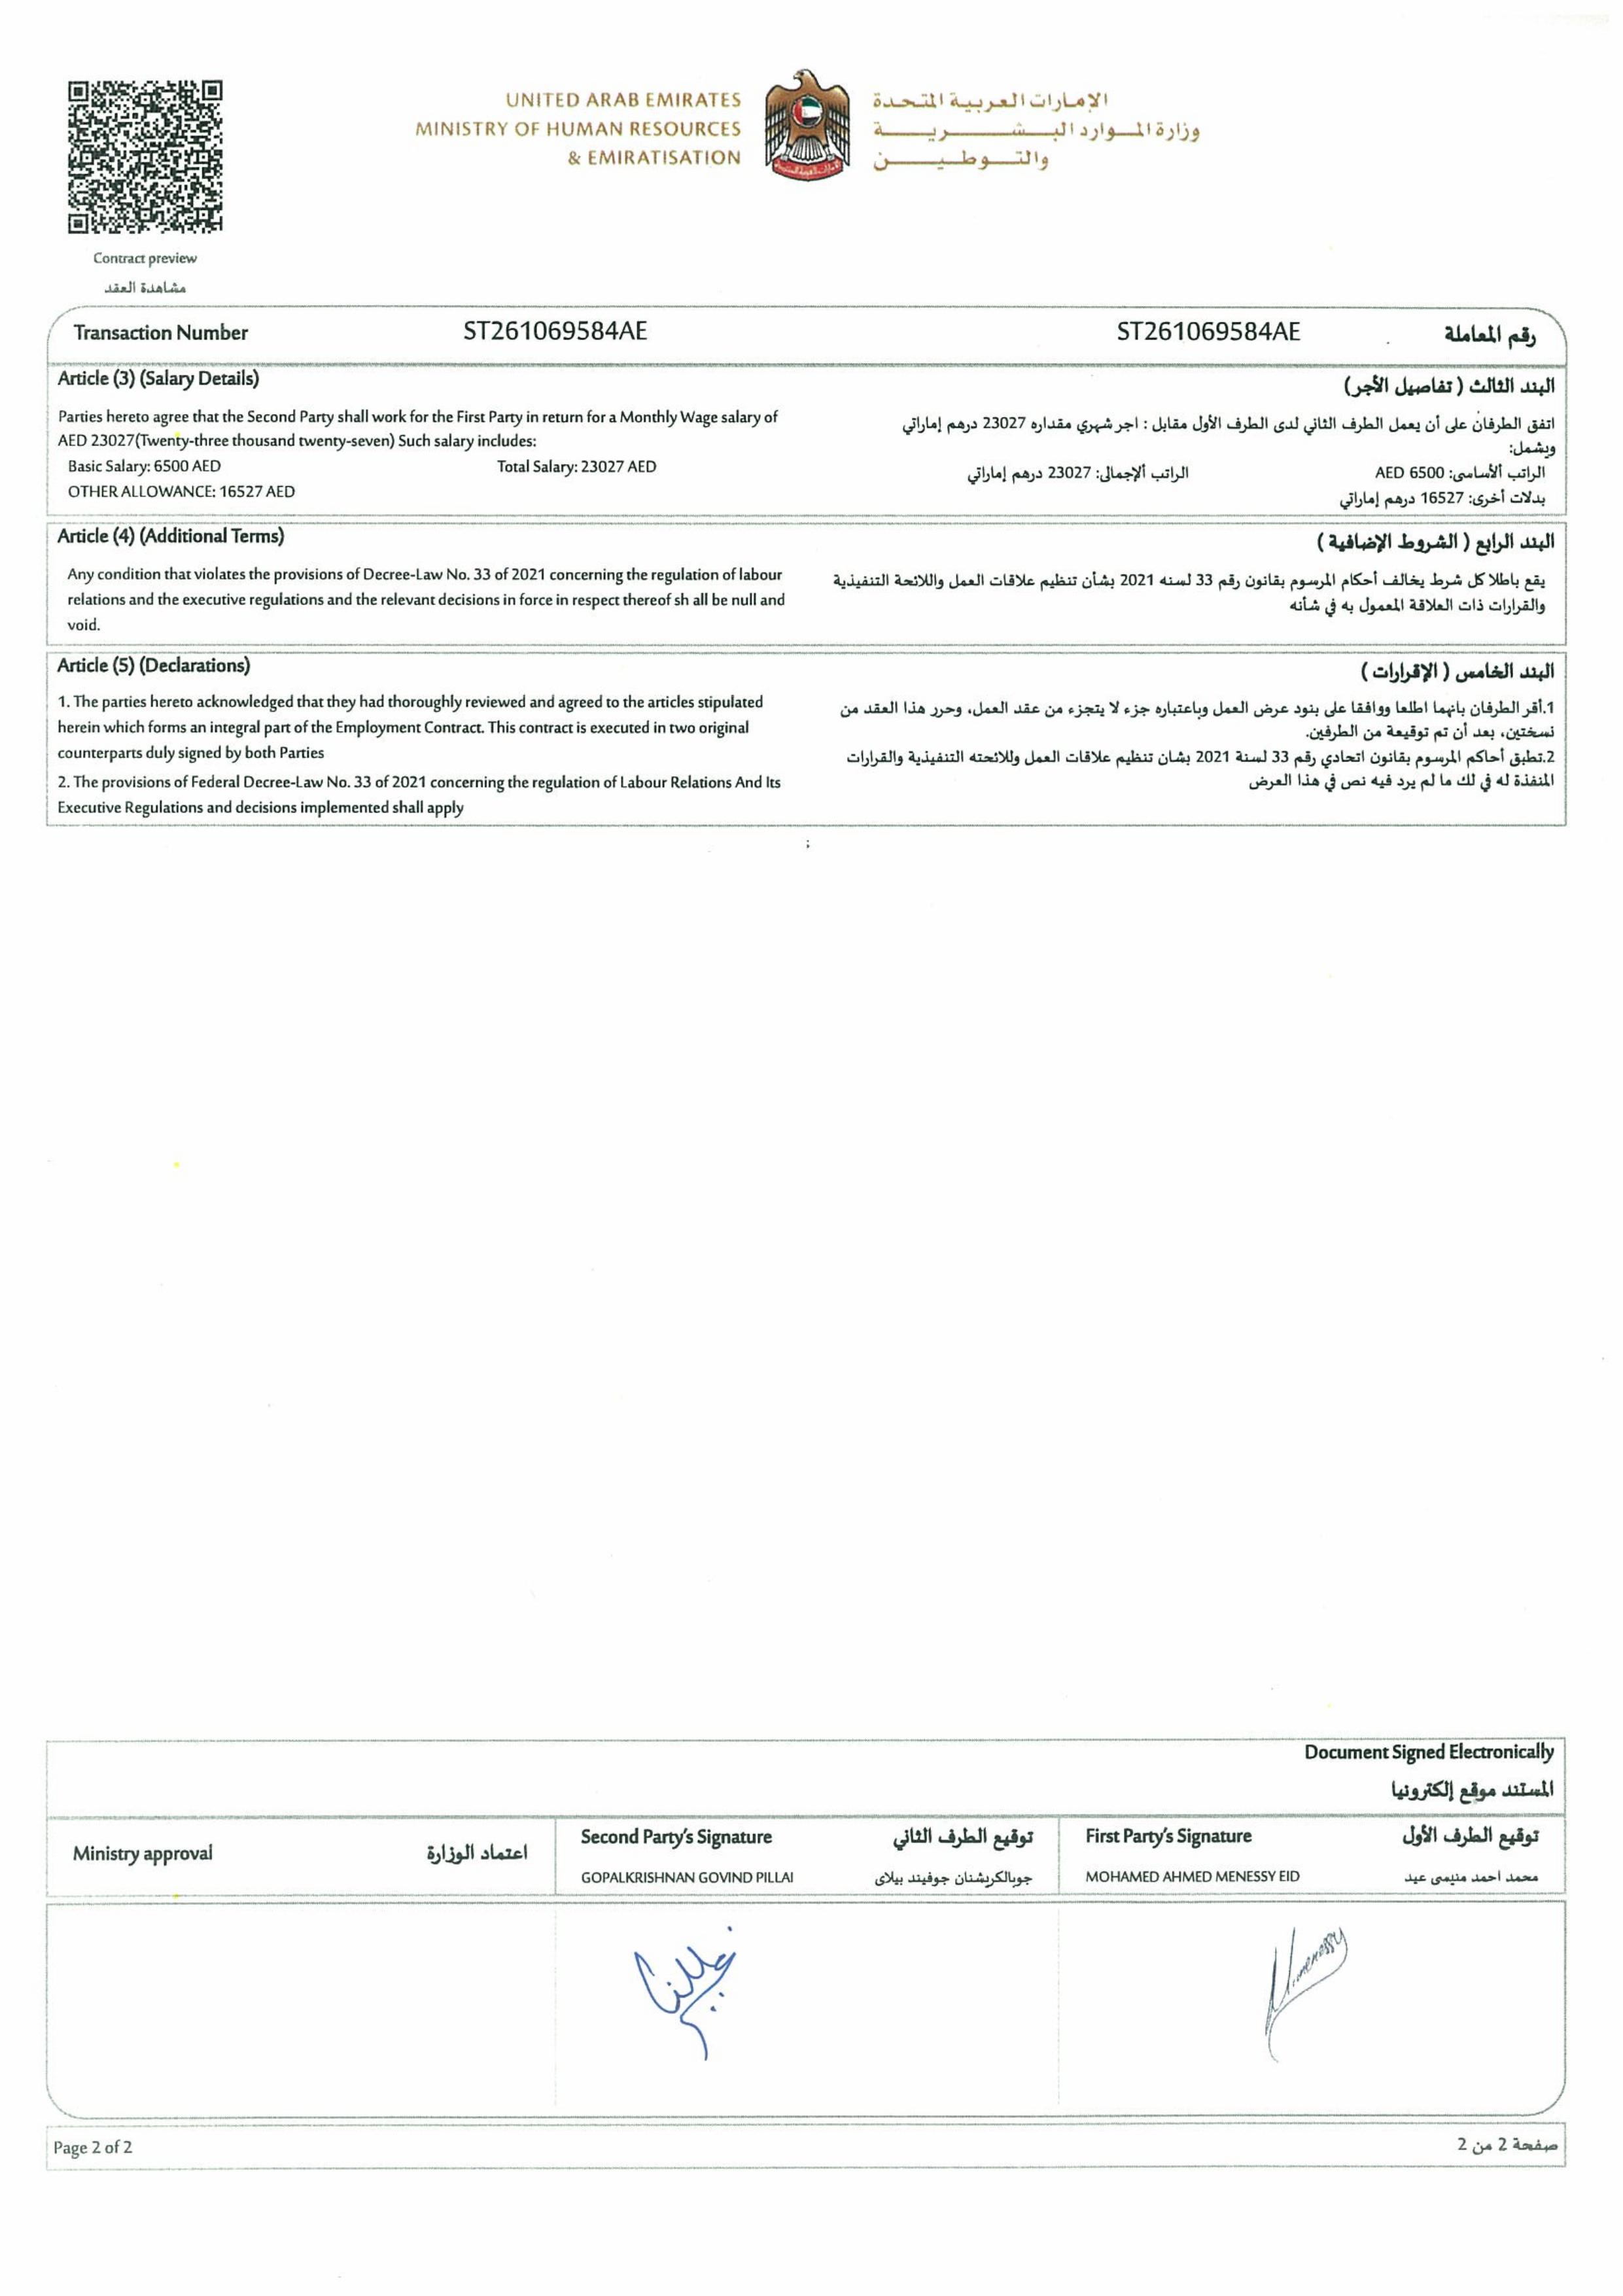 UNITED ARAB EMIRATES
MINISTRY OF HUMAN RESOURCES
& EMIRATISATION
الإمارات العربية المتحدة
وزارة الموارد البشرية
والتوطين
Contract preview
مشاهدة العقد
Transaction Number ST261069584AE ST261069584AE رقم المعاملة
Article (3) (Salary Details)
Parties hereto agree that the Second Party shall work for the First Party in return for a Monthly Wage salary of
AED 23027(Twenty-three thousand twenty-seven) Such salary includes:
Basic Salary: 6500 AED Total Salary: 23027 AED
OTHER ALLOWANCE: 16527 AED
البند الثالث ( تفاصيل الأجر)
اتفق الطرفان على أن يعمل الطرف الثاني لدى الطرف الأول مقابل : اجر شهري مقداره 23027 درهم إماراتي
ويشمل:
الراتب الأساسى: 6500 AED الراتب ألإجمالى: 23027 درهم إماراتي
بدلات أخرى: 16527 درهم إماراتي
Article (4) (Additional Terms)
Any condition that violates the provisions of Decree-Law No. 33 of 2021 concerning the regulation of labour
relations and the executive regulations and the relevant decisions in force in respect thereof sh all be null and
void.
البند الرابع ( الشروط الإضافية )
يقع باطلا كل شرط يخالف أحكام المرسوم بقانون رقم 33 لسنه 2021 بشأن تنظيم علاقات العمل واللائحة التنفيذية
والقرارات ذات العلاقة المعمول به في شأنه
Article (5) (Declarations)
1. The parties hereto acknowledged that they had thoroughly reviewed and agreed to the articles stipulated
herein which forms an integral part of the Employment Contract. This contract is executed in two original
counterparts duly signed by both Parties
2. The provisions of Federal Decree-Law No. 33 of 2021 concerning the regulation of Labour Relations And Its
Executive Regulations and decisions implemented shall apply
البند الخامس ( الإقرارات )
1.أقر الطرفان بانهما اطلعا ووافقا على بنود عرض العمل وباعتباره جزء لا يتجزء من عقد العمل، وحرر هذا العقد من
نسختين، بعد أن تم توقيعة من الطرفين.
2.تطبق أحاكم المرسوم بقانون اتحادي رقم 33 لسنة 2021 بشان تنظيم علاقات العمل وللائحته التنفيذية والقرارات
المنفذة له في لك ما لم يرد فيه نص في هذا العرض
Document Signed Electronically
المستند موقع إلكترونيا
Ministry approval اعتماد الوزارة
Second Party's Signature توقيع الطرف الثاني
GOPALKRISHNAN GOVIND PILLAI جوبالكريشنان جوفيند بيلاى
First Party's Signature توقيع الطرف الأول
MOHAMED AHMED MENESSY EID محمد احمد منيسى عيد
Page 2 of 2 صفحة 2 من 2